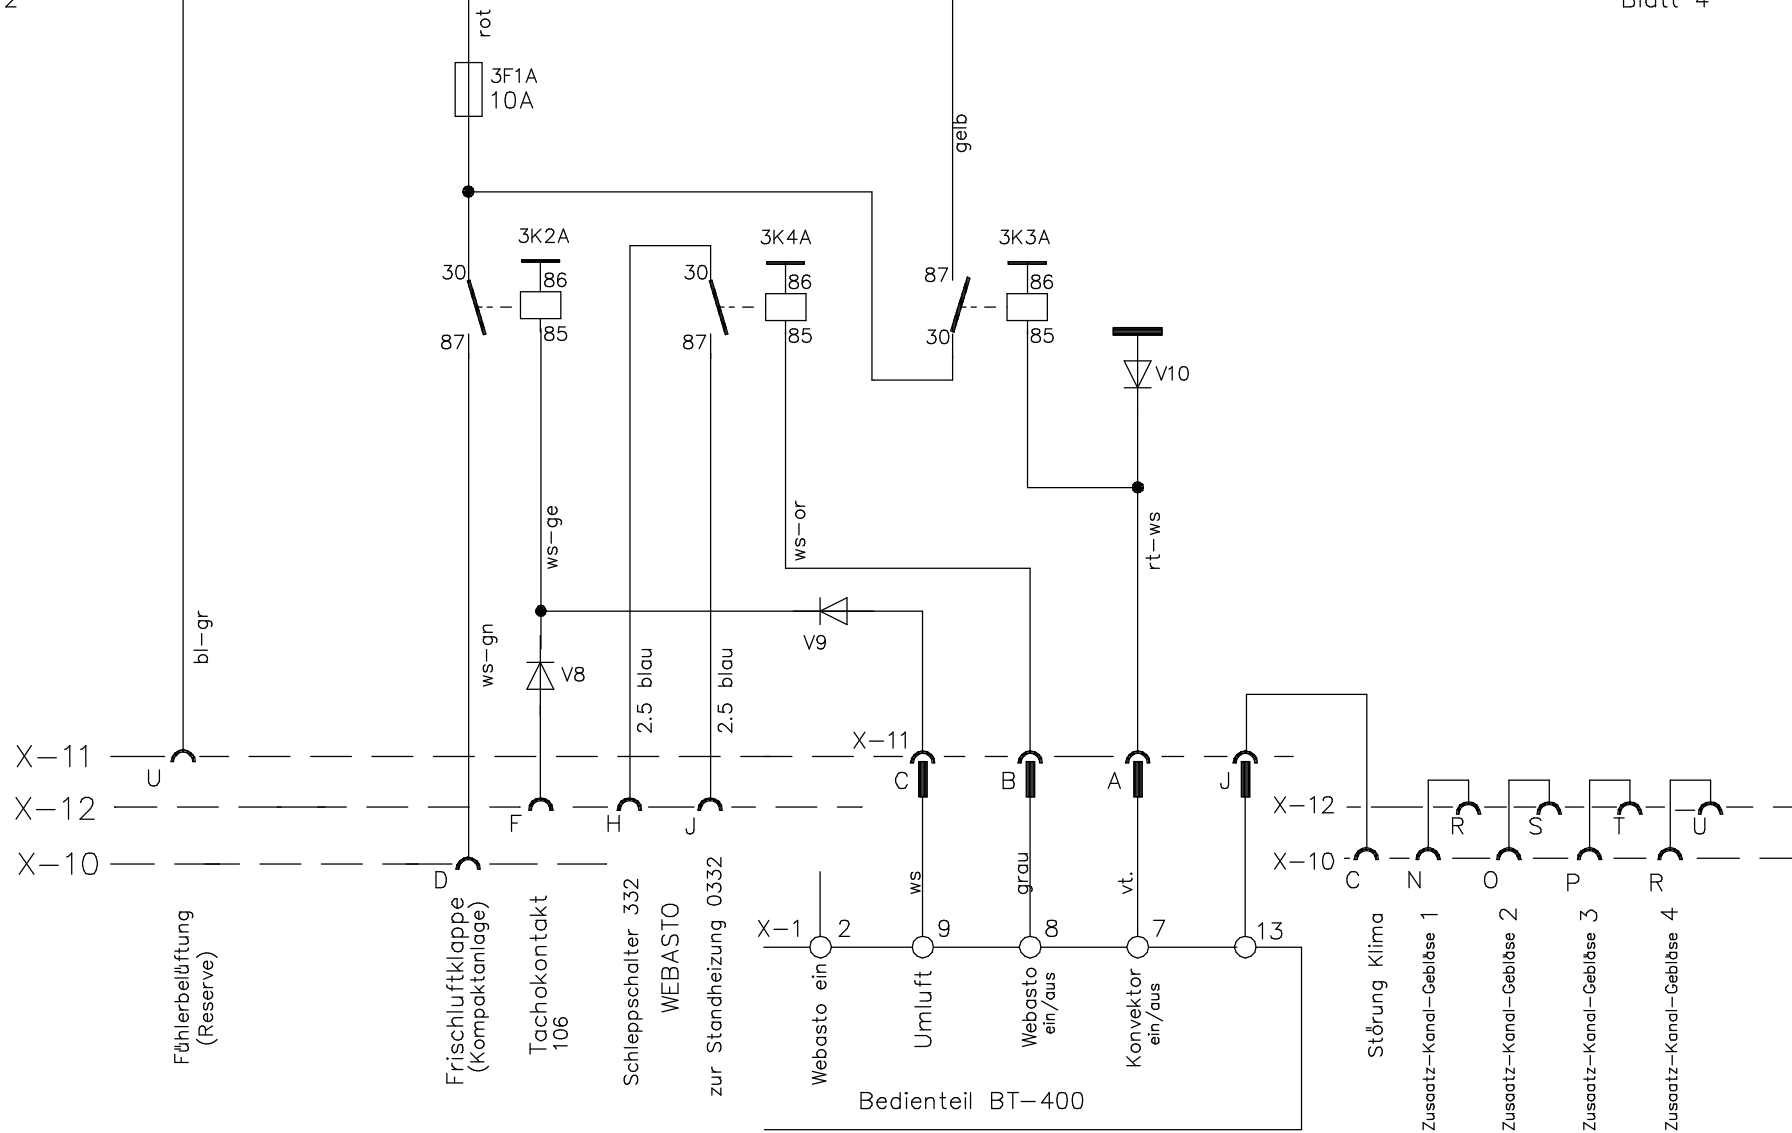 2
Blatt 4
rot
3F1A
10A
gelb
3K2A
3K4A
3K3A
30
86
30
86
87
86
85
85
30
85
87
87
V10
ws-ge
ws-or
rt-ws
bl-gr
ws-gn
V9
V8
2.5 blau
2.5 blau
X-11
X-11
U
C
B
A
J
X-12
F
H
J
X-12
R
S
T
U
X-10
D
X-10
C
N
O
P
R
ws
grau
vt.
X-1
2
9
8
7
13
Fühlerbelüftung
(Reserve)
Frischluftklappe
(Kompaktanlage)
Tachokontakt
106
Schleppschalter 332
WEBASTO
zur Standheizung 0332
Webasto ein
Umluft
Webasto
ein/aus
Konvektor
ein/aus
Störung Klima
Zusaatz-Kanal-Gebläse 1
Zusaatz-Kanal-Gebläse 2
Zusaatz-Kanal-Gebläse 3
Zusaatz-Kanal-Gebläse 4
Bedienteil BT-400